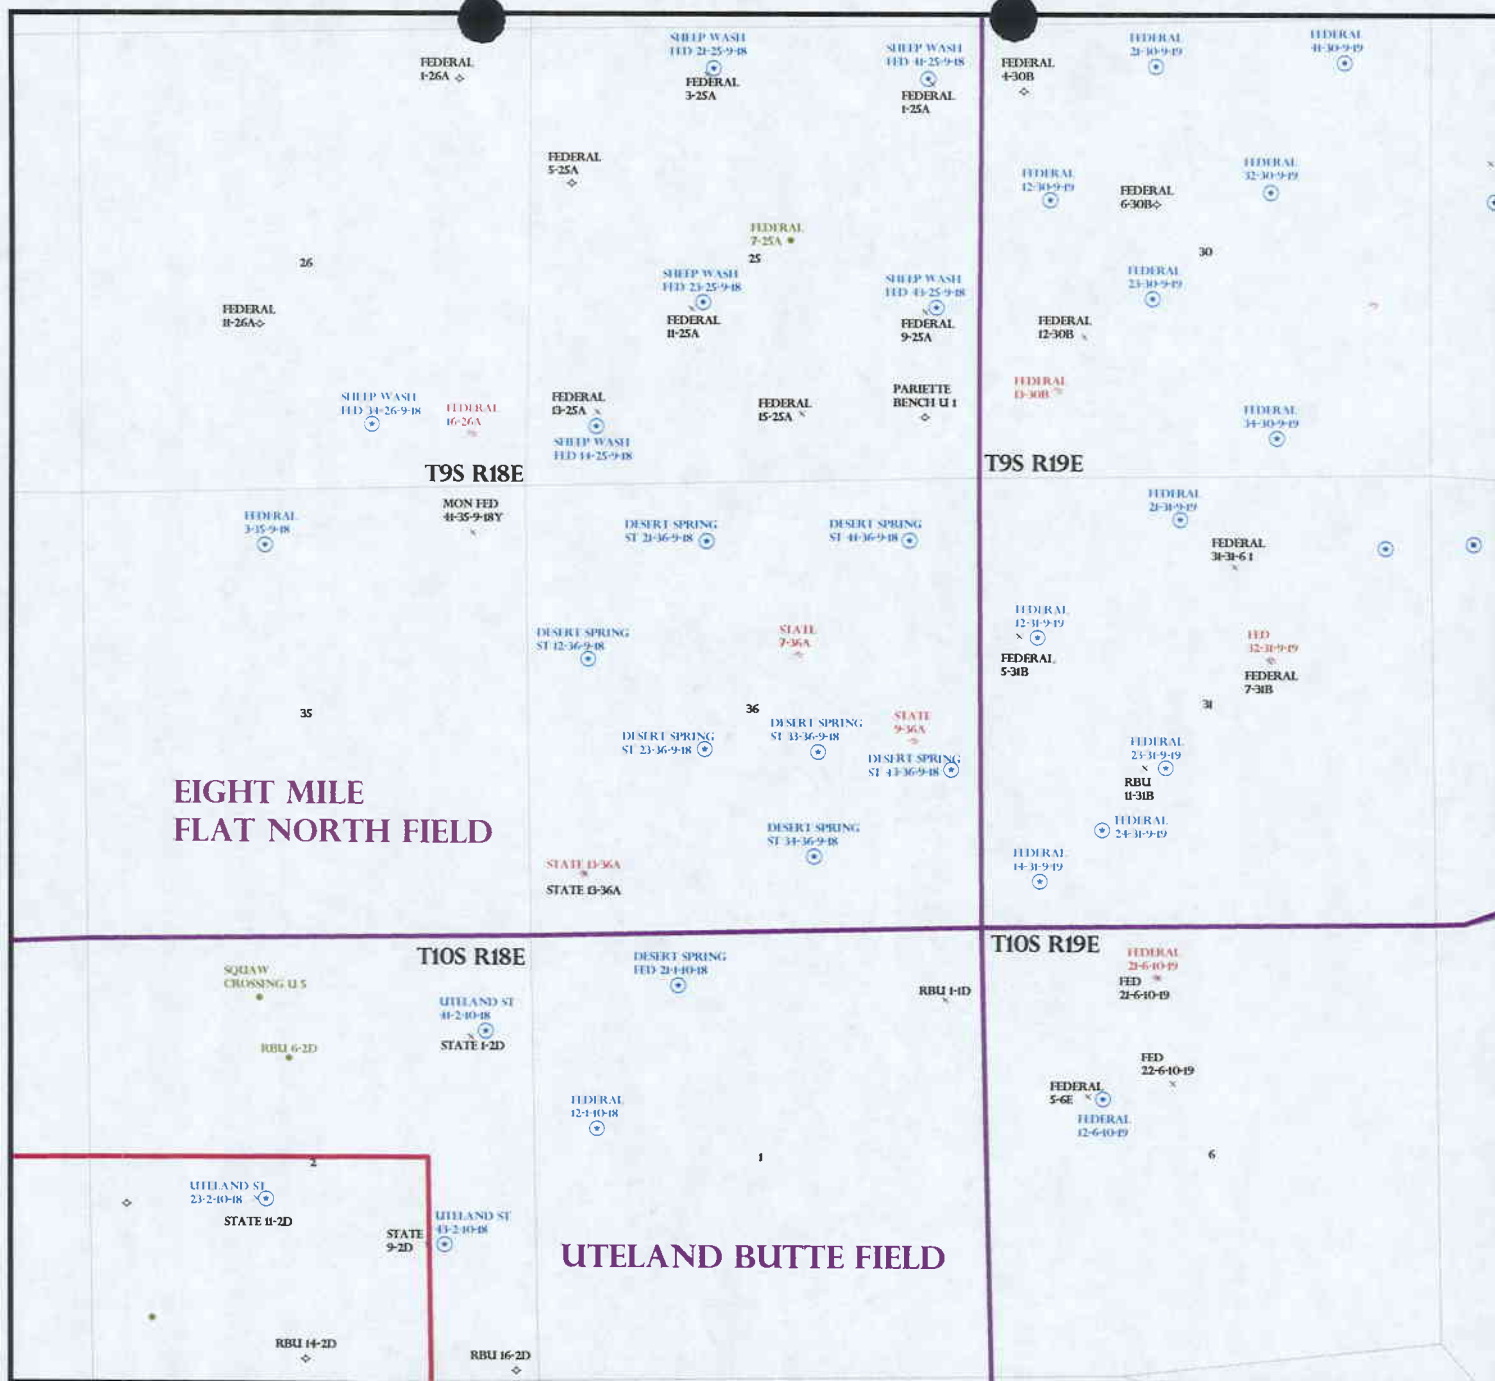 FEDERAL
1-26A
SHEEP WASH
FED 21-25-9-18
FEDERAL
3-25A
SHEEP WASH
FED 41-25-9-18
FEDERAL
1-25A
FEDERAL
4-30B
FEDERAL
21-30-9-19
FEDERAL
41-30-9-19
FEDERAL
5-25A
FEDERAL
12-30-9-19
FEDERAL
6-30B
FEDERAL
32-30-9-19
FEDERAL
7-25A
26
25
30
FEDERAL
11-26A
SHEEP WASH
FED 23-25-9-18
FEDERAL
11-25A
SHEEP WASH
FED 43-25-9-18
FEDERAL
9-25A
FEDERAL
23-30-9-19
FEDERAL
12-30B
SHEEP WASH
FED 34-26-9-18
FEDERAL
16-26A
FEDERAL
13-25A
SHEEP WASH
FED 14-25-9-18
FEDERAL
15-25A
PARIETTE
BENCH U 1
FEDERAL
13-30B
FEDERAL
34-30-9-19
T9S R18E
T9S R19E
FEDERAL
3-35-9-18
MON FED
41-35-9-18Y
DESERT SPRING
ST 21-36-9-18
DESERT SPRING
ST 41-36-9-18
FEDERAL
21-31-9-19
FEDERAL
31-31-6 1
DESERT SPRING
ST 12-36-9-18
STATE
7-36A
FEDERAL
12-31-9-19
FEDERAL
5-31B
FED
32-31-9-19
FEDERAL
7-31B
35
36
31
DESERT SPRING
ST 23-36-9-18
DESERT SPRING
ST 33-36-9-18
STATE
9-36A
DESERT SPRING
ST 43-36-9-18
FEDERAL
23-31-9-19
RBU
11-31B
EIGHT MILE
FLAT NORTH FIELD
DESERT SPRING
ST 34-36-9-18
FEDERAL
24-31-9-19
STATE 13-36A
STATE 13-36A
FEDERAL
14-31-9-19
T10S R18E
T10S R19E
SQUAW
CROSSING U 5
RBU 6-2D
UTELAND ST
41-2-10-18
STATE 1-2D
DESERT SPRING
FED 21-1-10-18
RBU 1-1D
FEDERAL
21-6-10-19
FED
21-6-10-19
FED
22-6-10-19
FEDERAL
5-6E
FEDERAL
12-6-10-19
FEDERAL
12-1-10-18
2
1
6
UTELAND ST
23-2-10-18
STATE 11-2D
STATE
9-2D
UTELAND ST
43-2-10-18
UTELAND BUTTE FIELD
RBU 14-2D
RBU 16-2D